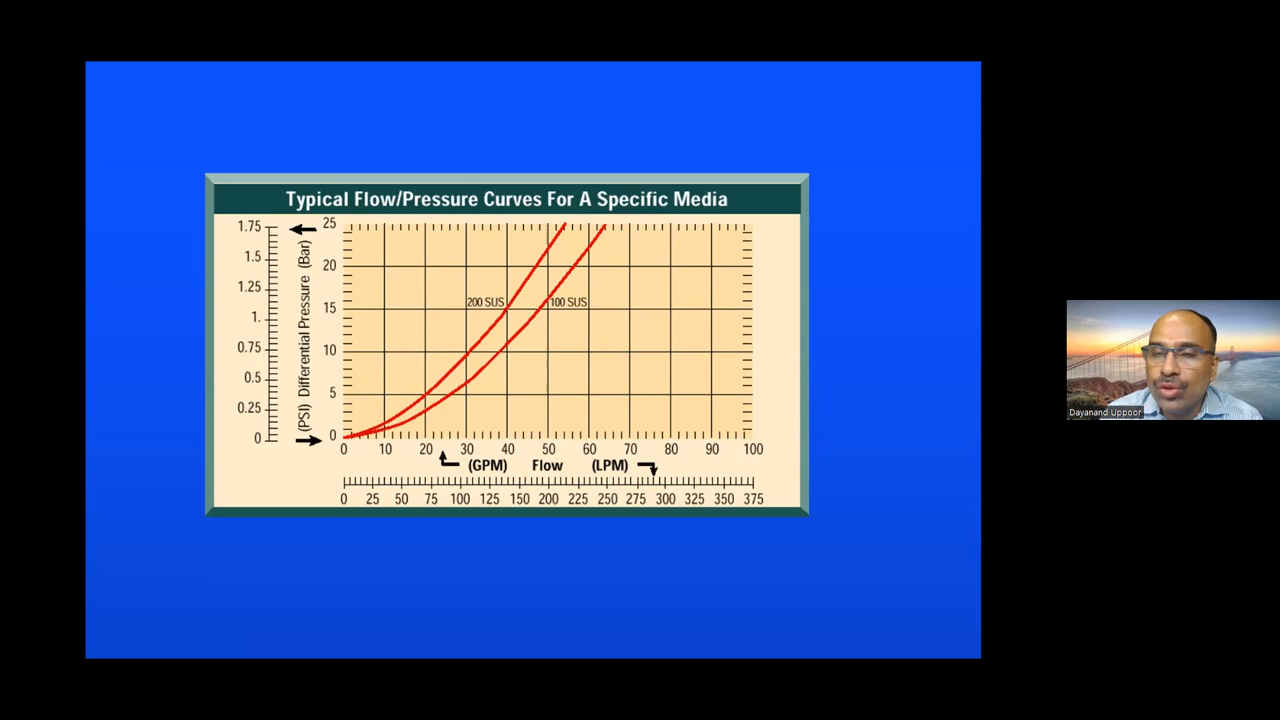 Typical Flow/Pressure Curves For A Specific Media
1.75
1.5
1.25
1.
0.75
0.5
0.25
0
(PSI) Differential Pressure (Bar)
25
20
15
10
5
0
200 SUS
100 SUS
0 10 20 30 40 50 60 70 80 90 100
(GPM) Flow (LPM)
0 25 50 75 100 125 150 200 225 250 275 300 325 350 375
Dayanand Uppoor